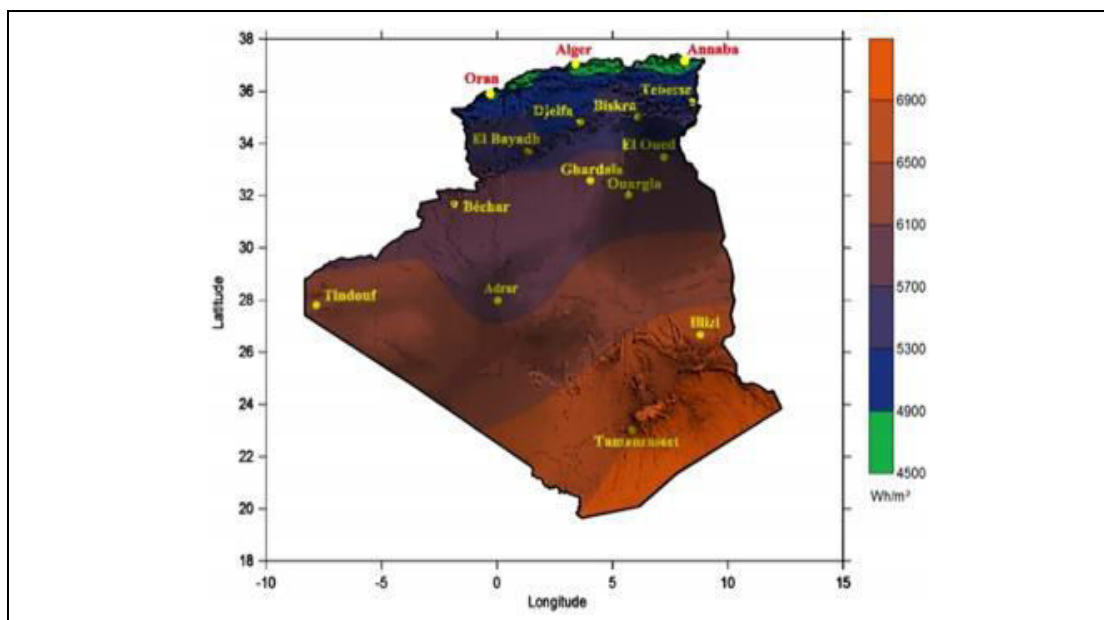 38
36
34
32
30
28
26
24
22
20
18
Latitude
-10 -5 0 5 10 15
Longitude
Alger
Annaba
Oran
Tebessa
Biskra
Djelfa
El Bayadh
El Oued
Ghardaia
Ouargla
Béchar
Adrar
Tindouf
Illizi
Tamanrasset
6900
6500
6100
5700
5300
4900
4500
Wh/m²